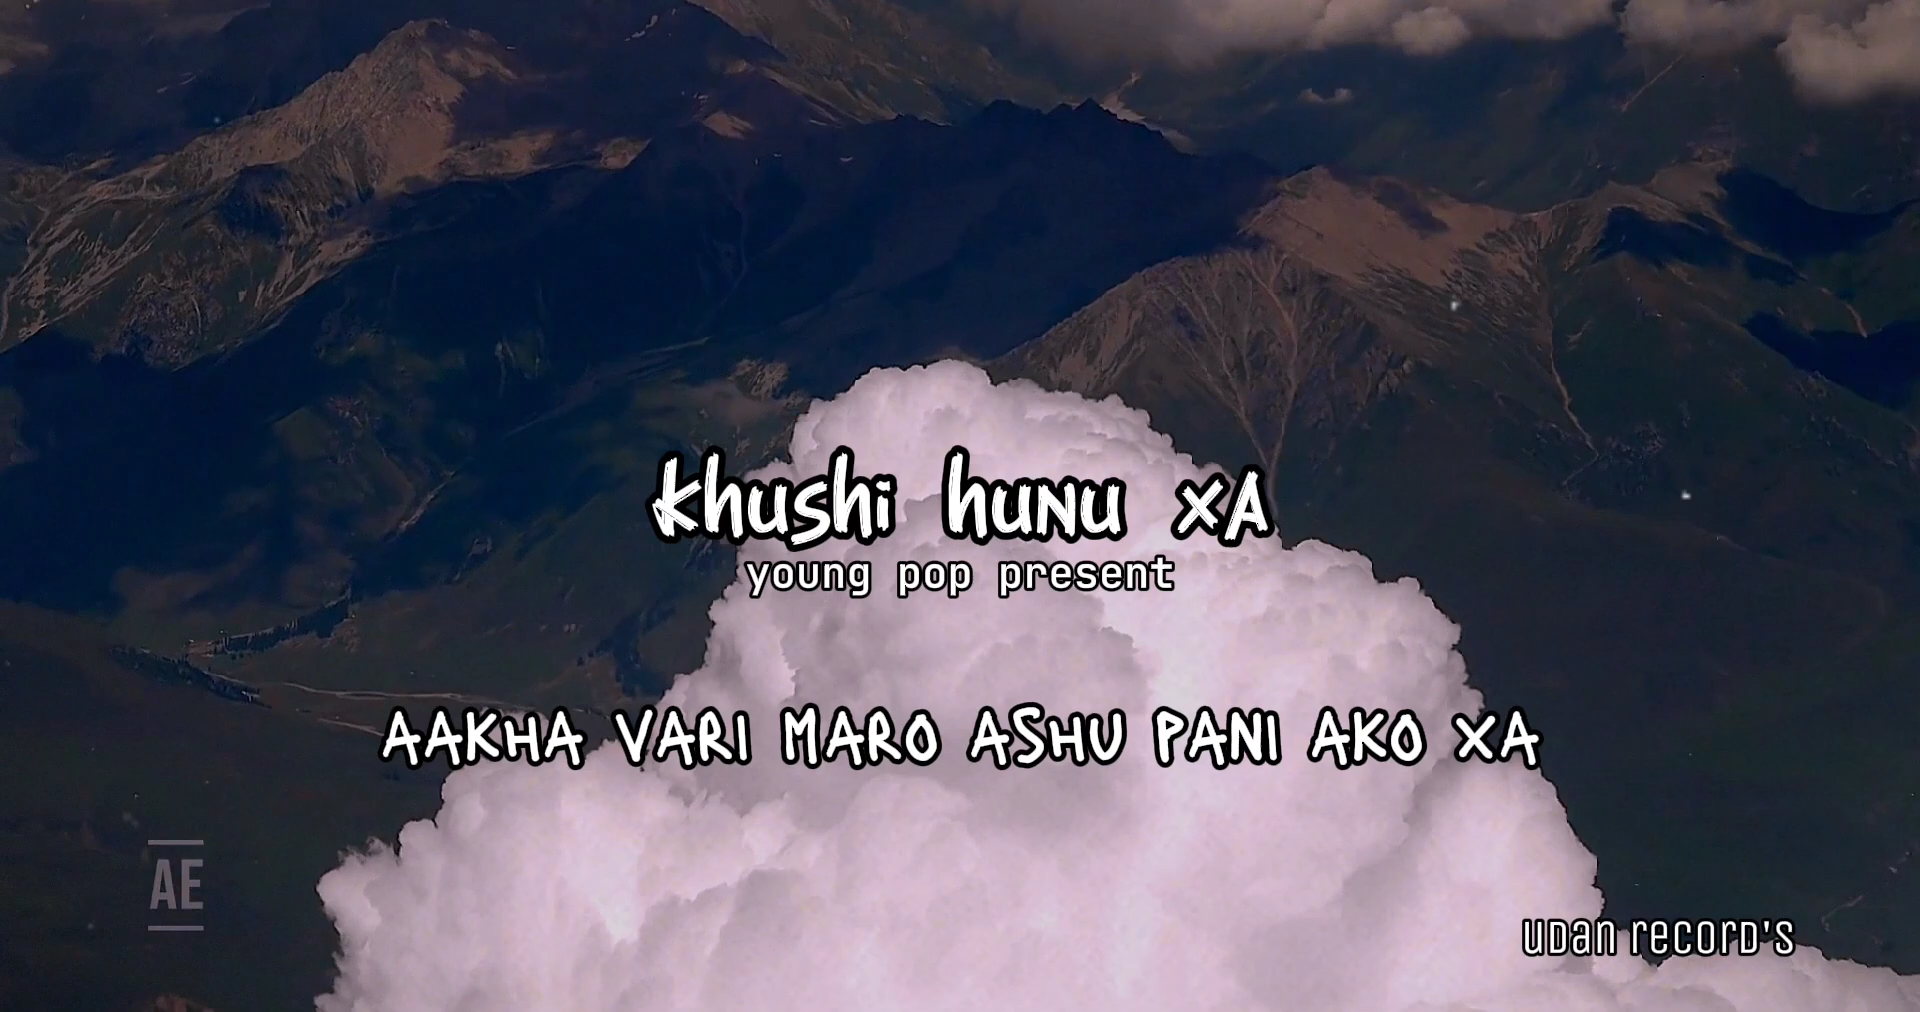 khushi hunu xA
young pop present
AAKHA VARI MARO ASHU PANI AKO XA
AE
uDan recorD's